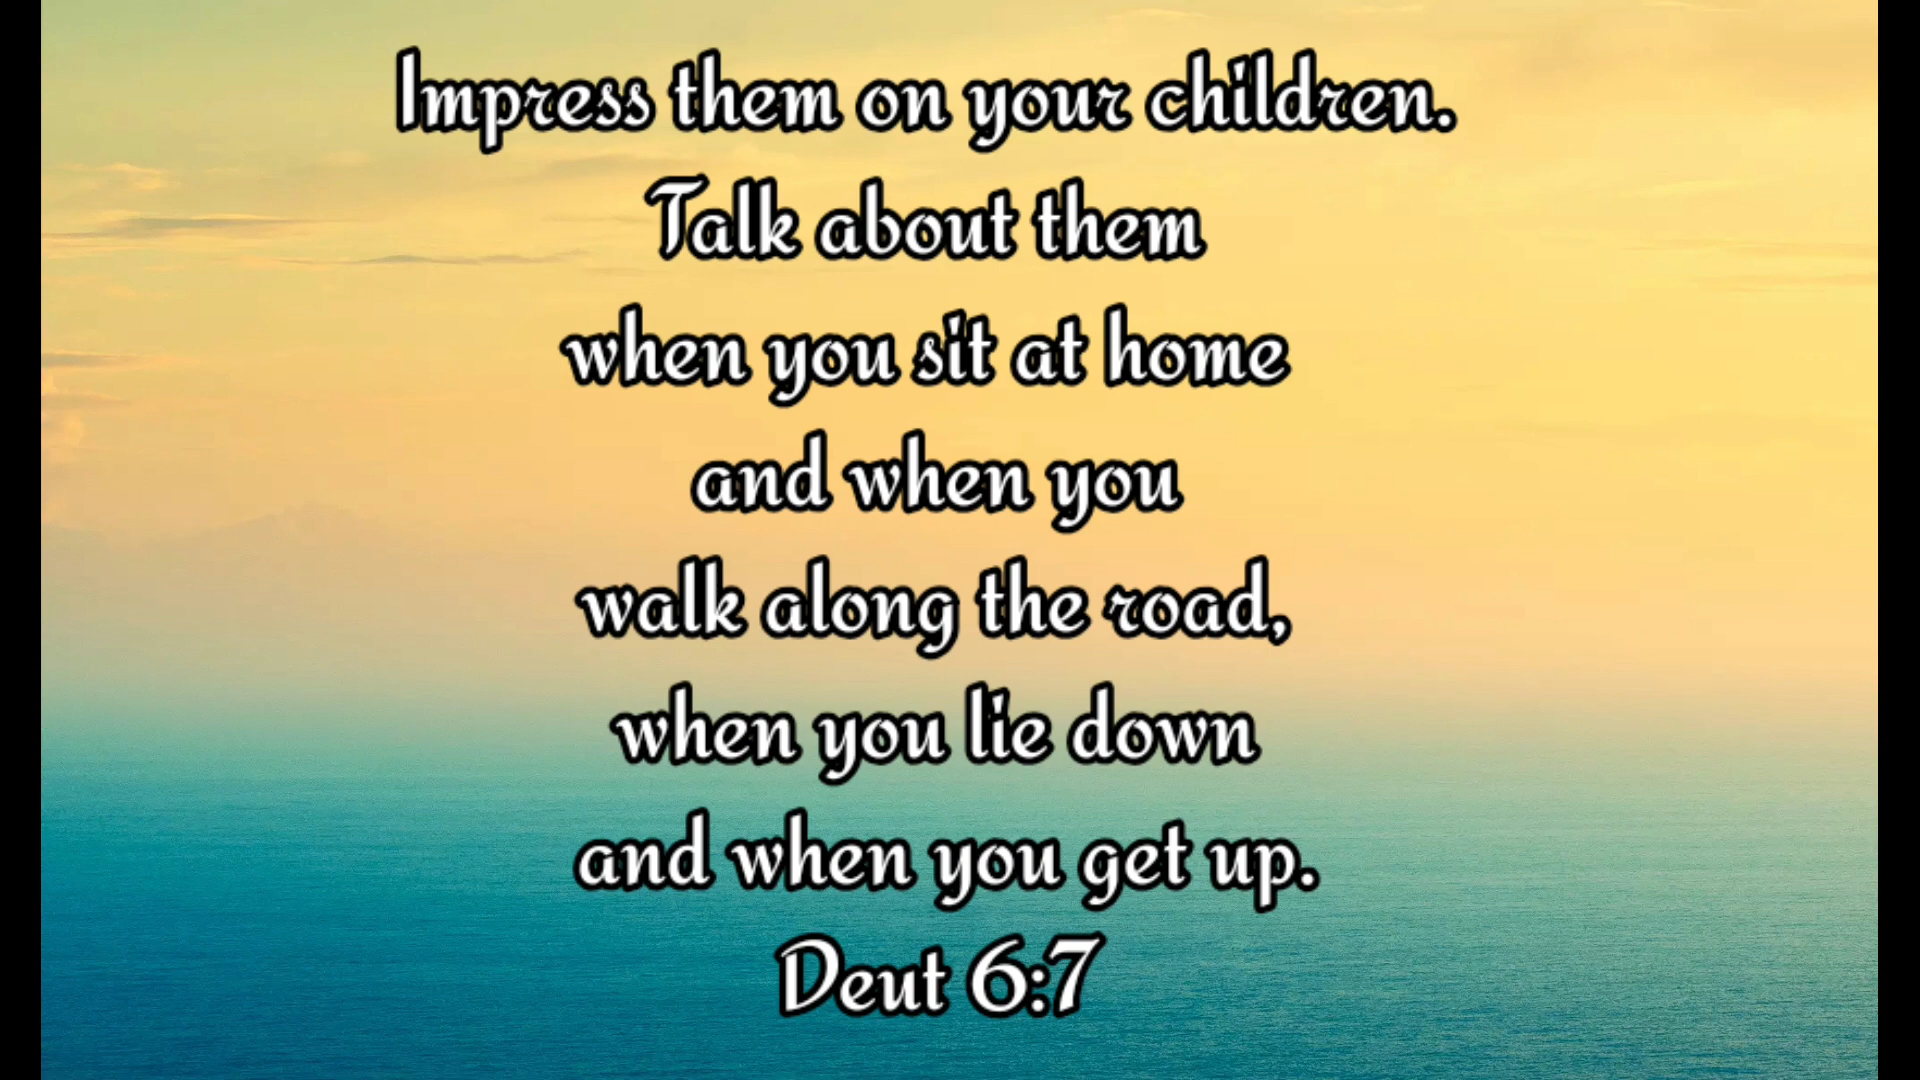 Impress them on your children.
Talk about them
when you sit at home
and when you
walk along the road,
when you lie down
and when you get up.
Deut 6:7